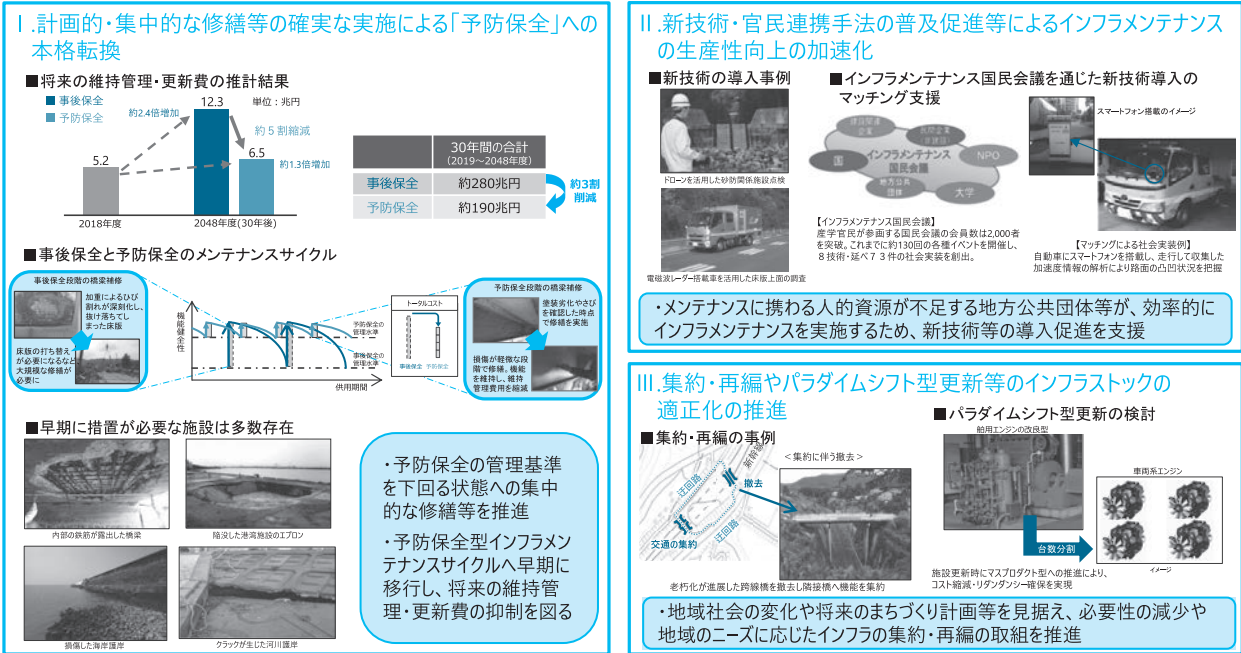 Ⅰ.計画的・集中的な修繕等の確実な実施による「予防保全」への
本格転換
■将来の維持管理・更新費の推計結果
■事後保全
■予防保全
単位：兆円
12.3
約2.4倍増加
約５割縮減
5.2
6.5
約1.3倍増加
2018年度
2048年度(30年後)
30年間の合計
(2019～2048年度)
事後保全
約280兆円
予防保全
約190兆円
約3割
削減
■事後保全と予防保全のメンテナンスサイクル
事後保全段階の橋梁補修
加重によるひび
割れが深刻化し、
抜け落ちてし
まった床版
床版の打ち替え
が必要になるなど
大規模な修繕が
必要に
機能健全性
供用期間
予防保全の
管理水準
事後保全の
管理水準
トータルコスト
事後保全 予防保全
予防保全段階の橋梁補修
塗装劣化やさび
を確認した時点
で修繕を実施
損傷が軽微な段
階で修繕。機能
を維持し、維持
管理費用を縮減
■早期に措置が必要な施設は多数存在
内部の鉄筋が露出した橋梁
陥没した港湾施設のエプロン
損傷した海岸護岸
クラックが生じた河川護岸
・予防保全の管理基準
を下回る状態への集中
的な修繕等を推進
・予防保全型インフラメン
テナンスサイクルへ早期に
移行し、将来の維持管
理・更新費の抑制を図る
Ⅱ.新技術・官民連携手法の普及促進等によるインフラメンテナンス
の生産性向上の加速化
■新技術の導入事例
ドローンを活用した砂防関係施設点検
電磁波レーダー搭載車を活用した床版上面の調査
■インフラメンテナンス国民会議を通じた新技術導入の
マッチング支援
建設関連
企業
民間企業
（非建設）
国
インフラメンテナンス
国民会議
NPO
地方公共
団体
大学
スマートフォン搭載のイメージ
【インフラメンテナンス国民会議】
産学官民が参画する国民会議の会員数は2,000者
を突破。これまでに約130回の各種イベントを開催し、
８技術・延べ７３件の社会実装を創出。
【マッチングによる社会実装例】
自動車にスマートフォンを搭載し、走行して収集した
加速度情報の解析により路面の凸凹状況を把握
・メンテナンスに携わる人的資源が不足する地方公共団体等が、効率的に
インフラメンテナンスを実施するため、新技術等の導入促進を支援
Ⅲ.集約・再編やパラダイムシフト型更新等のインフラストックの
適正化の推進
■集約・再編の事例
新幹線
迂回路
撤去
迂回路
交通の集約
＜集約に伴う撤去＞
老朽化が進展した跨線橋を撤去し隣接橋へ機能を集約
■パラダイムシフト型更新の検討
舶用エンジンの改良型
車両系エンジン
台数分割
イメージ
施設更新時にマスプロダクト型への推進により、
コスト縮減・リダンダンシー確保を実現
・地域社会の変化や将来のまちづくり計画等を見据え、必要性の減少や
地域のニーズに応じたインフラの集約・再編の取組を推進